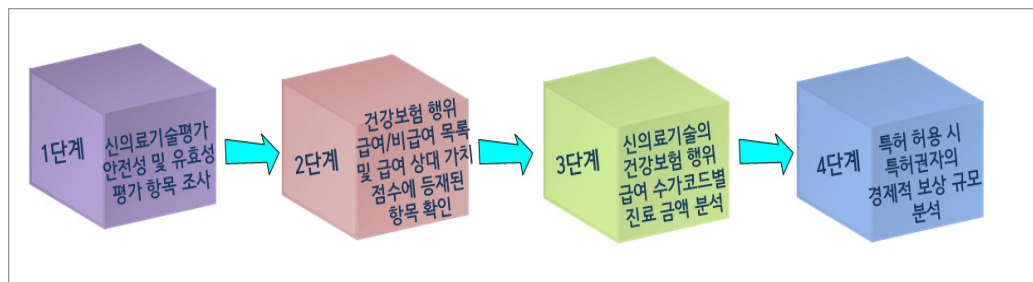 1단계
신의료기술평가
안전성 및 유효성
평가 항목 조사
2단계
건강보험 행위
급여/비급여 목록
및 급여 상대 가치
점수에 등재된
항목 확인
3단계
신의료기술의
건강보험 행위
급여 수가코드별
진료 금액 분석
4단계
특허 허용 시
특허권자의
경제적 보상 규모
분석